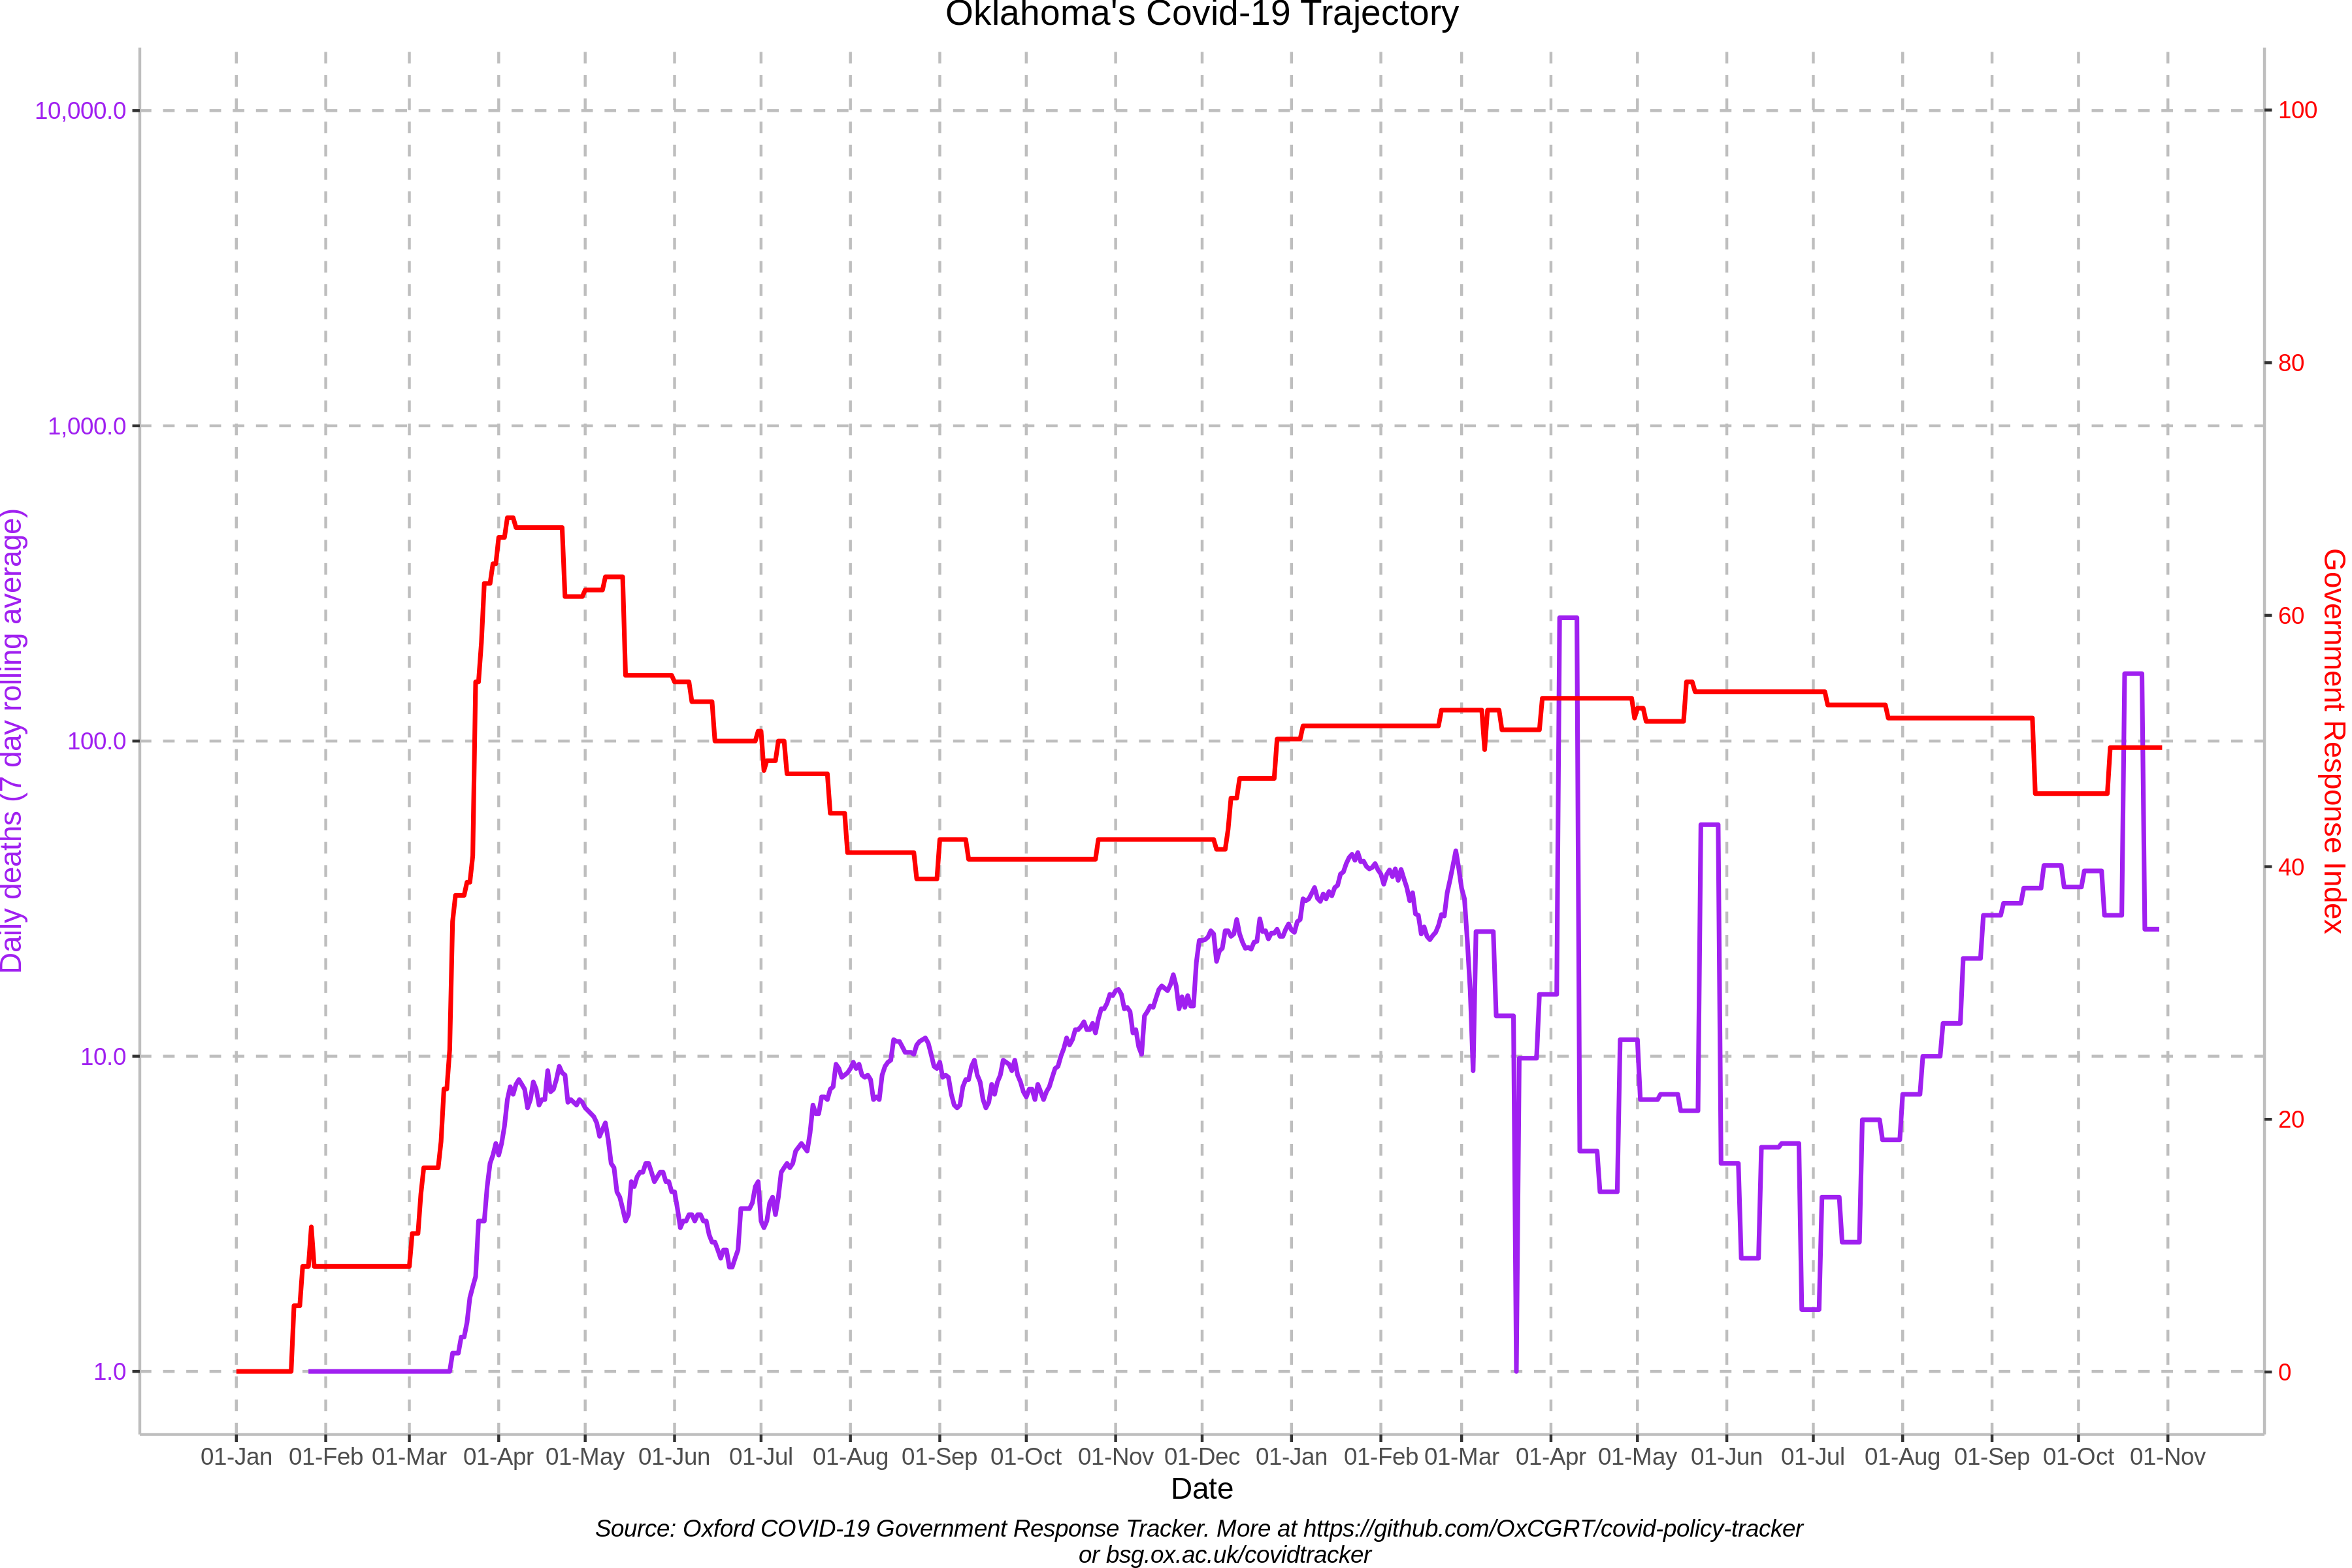 Oklahoma's Covid-19 Trajectory
10,000.0
1,000.0
100.0
10.0
1.0
Daily deaths (7 day rolling average)
100
80
60
40
20
0
Government Response Index
01-Jan 01-Feb 01-Mar 01-Apr 01-May 01-Jun 01-Jul 01-Aug 01-Sep 01-Oct 01-Nov 01-Dec 01-Jan 01-Feb 01-Mar 01-Apr 01-May 01-Jun 01-Jul 01-Aug 01-Sep 01-Oct 01-Nov
Date
Source: Oxford COVID-19 Government Response Tracker. More at https://github.com/OxCGRT/covid-policy-tracker
or bsg.ox.ac.uk/covidtracker